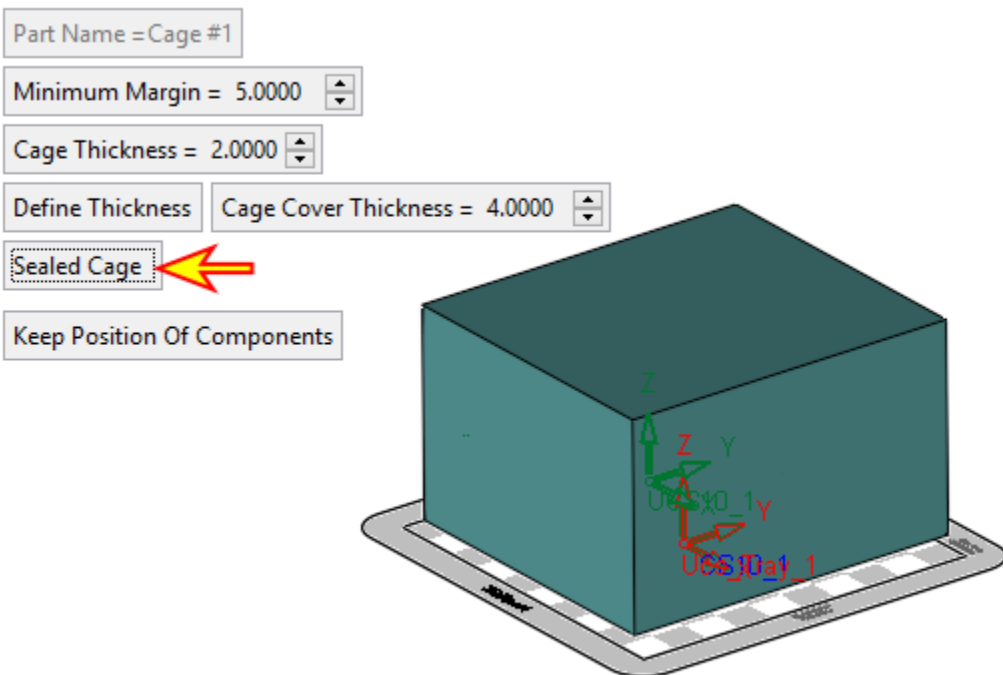 Part Name =Cage #1
Minimum Margin = 5.0000
Cage Thickness = 2.0000
Define Thickness Cage Cover Thickness = 4.0000
Sealed Cage
Keep Position Of Components
Z
Z Y
X
Y